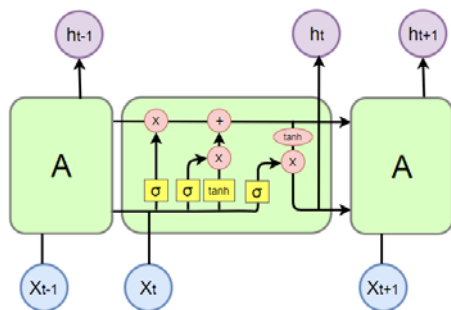 ht-1 ht ht+1
x + tanh
A x x A
σ σ tanh σ
Xt-1 Xt Xt+1